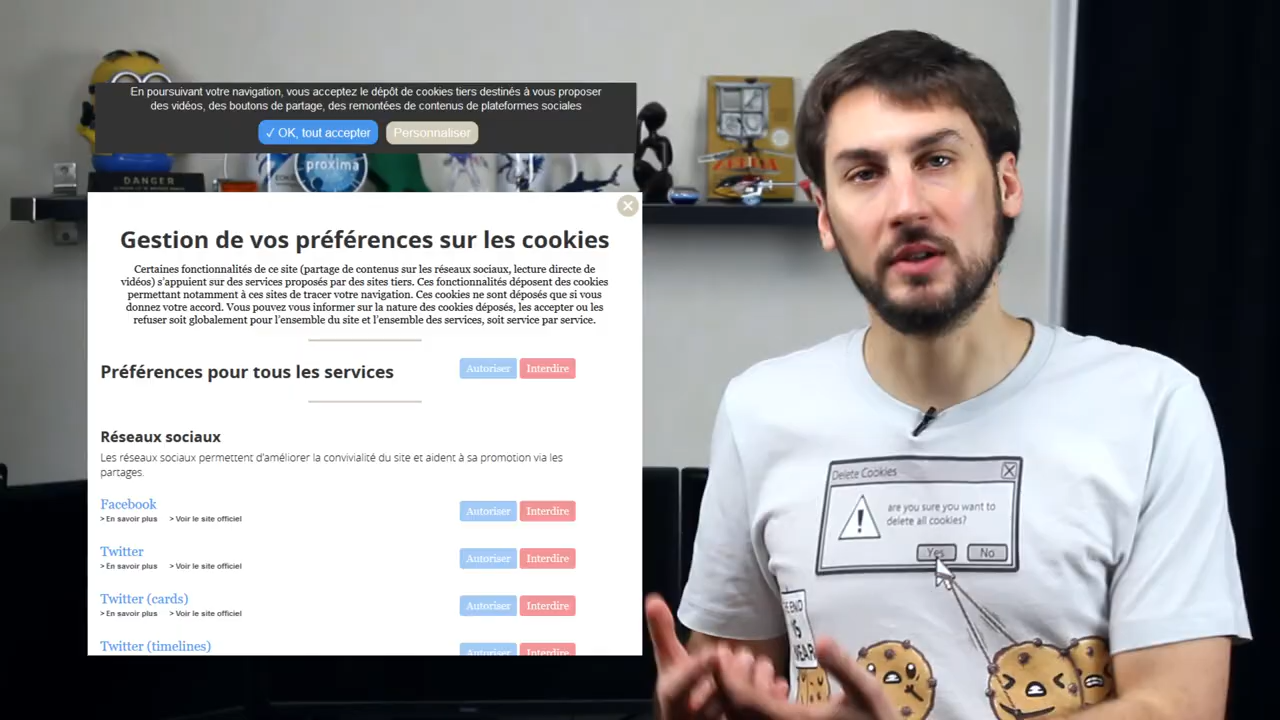 En poursuivant votre navigation, vous acceptez le dépôt de cookies tiers destinés à vous proposer
des vidéos, des boutons de partage, des remontées de contenus de plateformes sociales
✓ OK, tout accepter
Personnaliser
proxima
DANGER
Gestion de vos préférences sur les cookies
Certaines fonctionnalités de ce site (partage de contenus sur les réseaux sociaux, lecture directe de
vidéos) s'appuient sur des services proposés par des sites tiers. Ces fonctionnalités déposent des cookies
permettant notamment à ces sites de tracer votre navigation. Ces cookies ne sont déposés que si vous
donnez votre accord. Vous pouvez vous informer sur la nature des cookies déposés, les accepter ou les
refuser soit globalement pour l'ensemble du site et l'ensemble des services, soit service par service.
Préférences pour tous les services
Autoriser Interdire
Réseaux sociaux
Les réseaux sociaux permettent d'améliorer la convivialité du site et aident à sa promotion via les
partages.
Facebook
> En savoir plus > Voir le site officiel
Autoriser Interdire
Twitter
> En savoir plus > Voir le site officiel
Autoriser Interdire
Twitter (cards)
> En savoir plus > Voir le site officiel
Autoriser Interdire
Twitter (timelines)
Autoriser Interdire
Delete Cookies
are you sure you want to
delete all cookies?
Yes No
IS